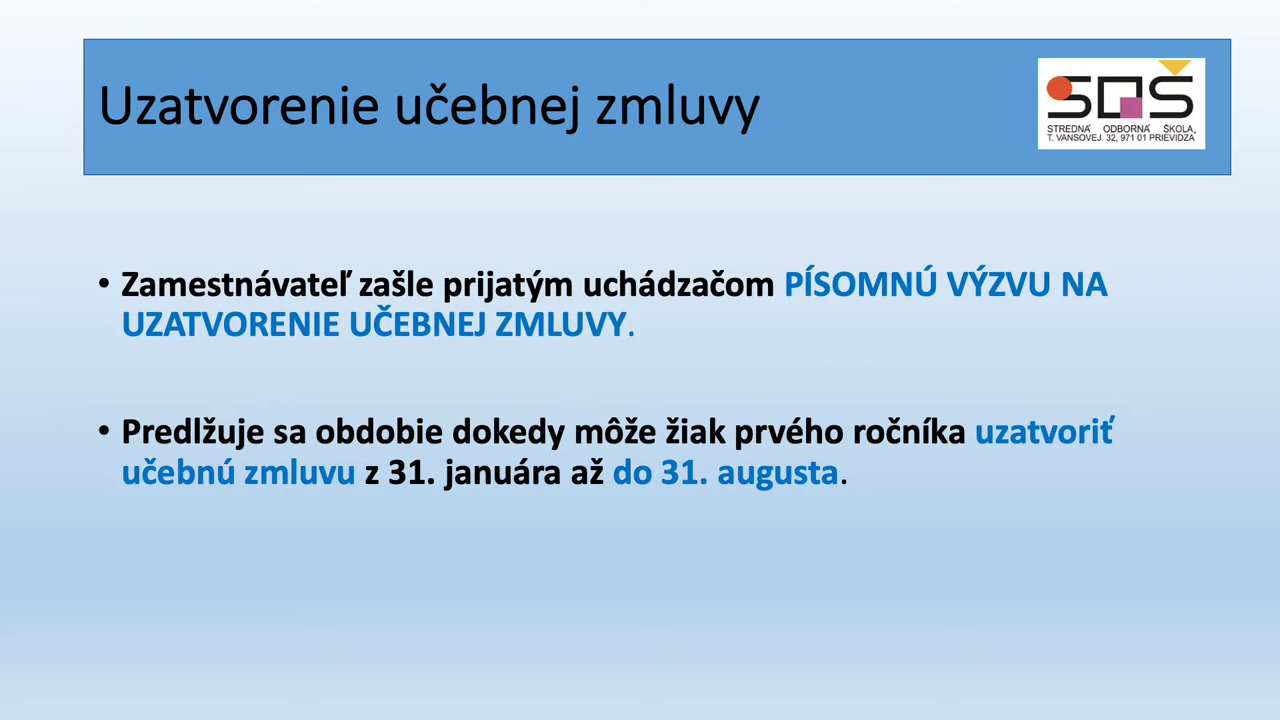 Uzatvorenie učebnej zmluvy
SOŠ
STREDNÁ ODBORNÁ ŠKOLA,
T. VANSOVEJ 32, 971 01 PRIEVIDZA
• Zamestnávateľ zašle prijatým uchádzačom PÍSOMNÚ VÝZVU NA
UZATVORENIE UČEBNEJ ZMLUVY.
• Predlžuje sa obdobie dokedy môže žiak prvého ročníka uzatvoriť
učebnú zmluvu z 31. januára až do 31. augusta.